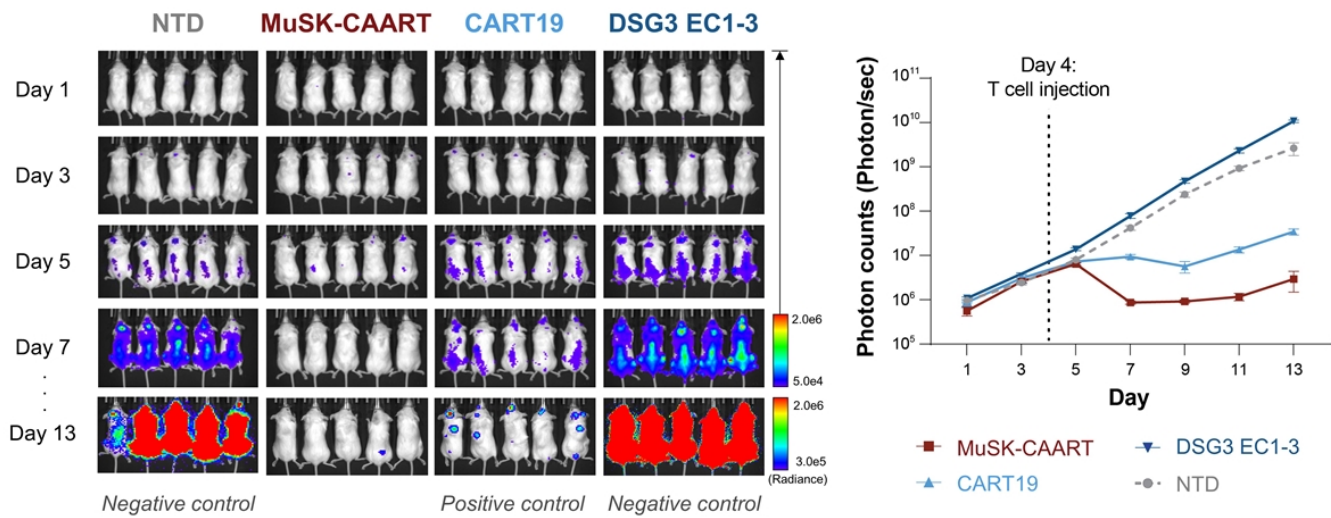 NTD MuSK-CAART CART19 DSG3 EC1-3
Day 1
Day 3
Day 5
Day 7
.
.
.
Day 13
2.0e6
5.0e4
2.0e6
3.0e5
(Radiance)
Negative control Positive control Negative control
Day 4:
T cell injection
Photon counts (Photon/sec)
10¹¹
10¹⁰
10⁹
10⁸
10⁷
10⁶
10⁵
1 3 5 7 9 11 13
Day
MuSK-CAART DSG3 EC1-3
CART19 NTD